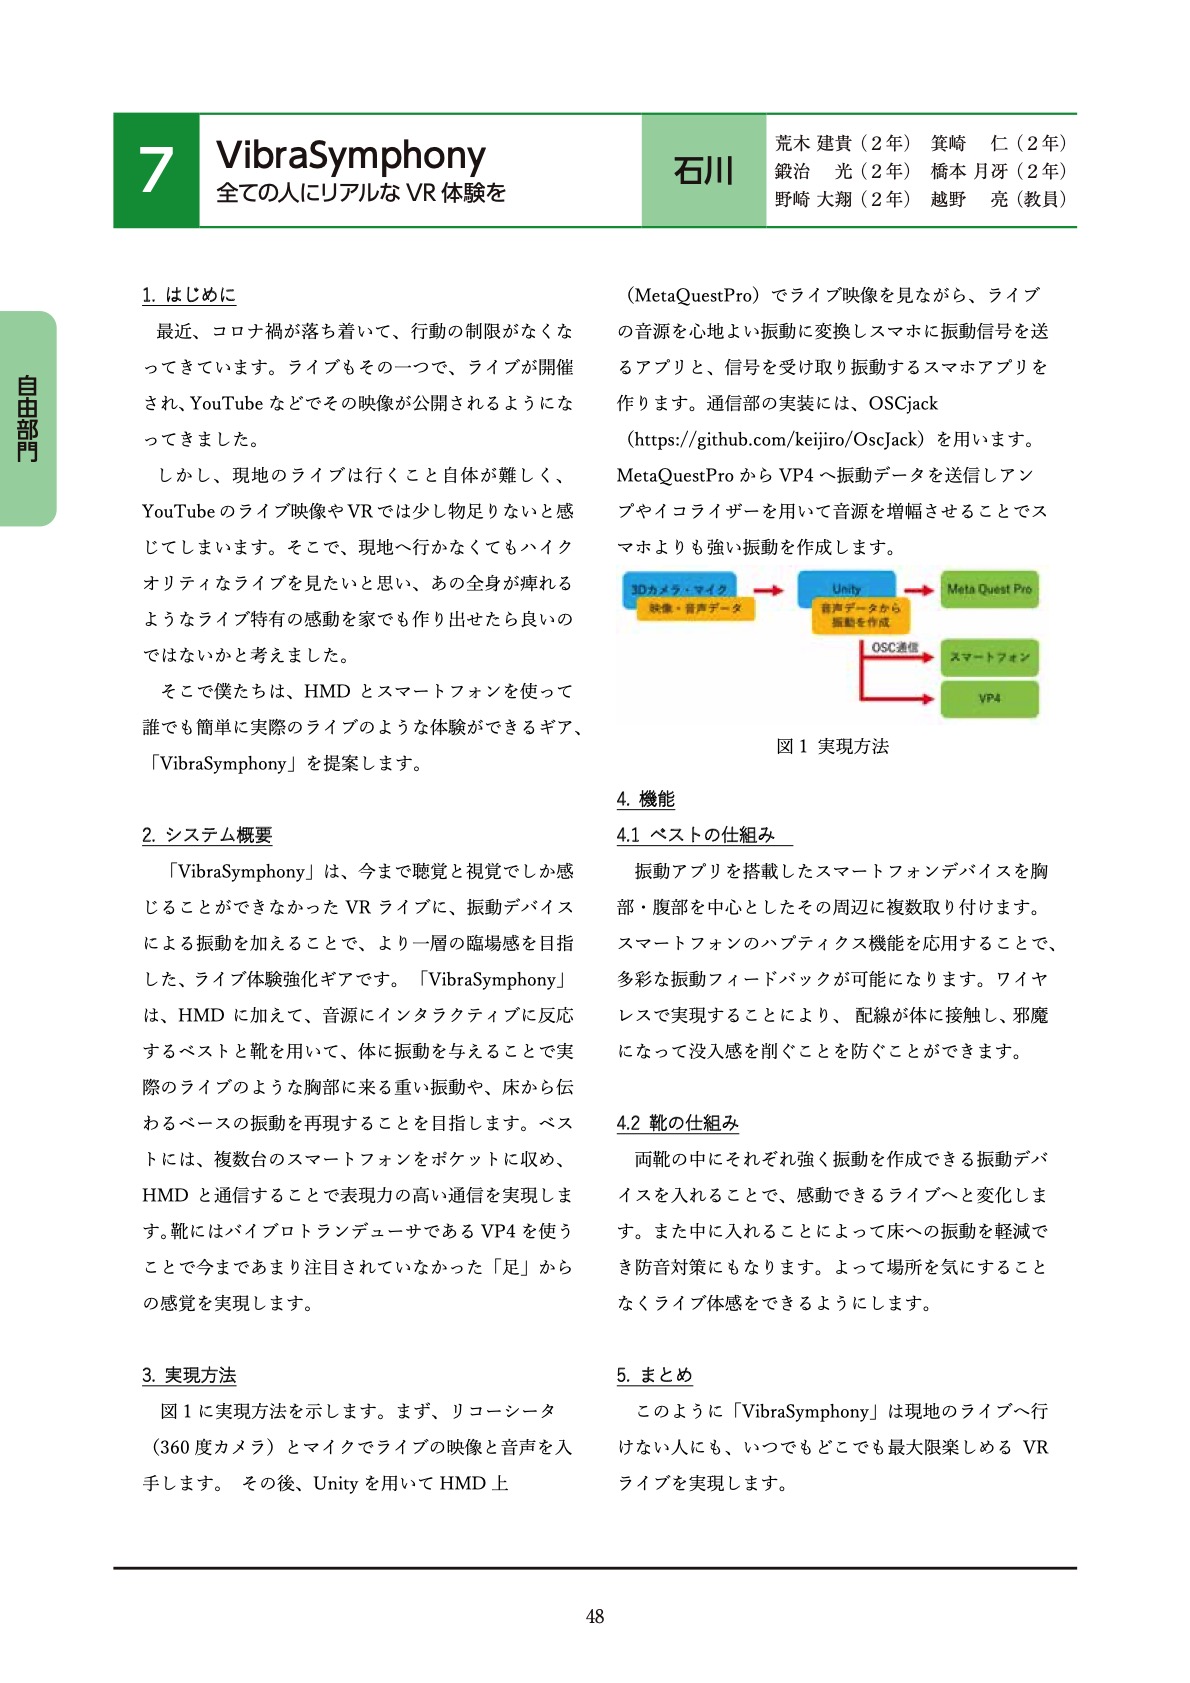 7
VibraSymphony
全ての人にリアルな VR 体験を
石川
荒木 建貴（２年） 箕崎 仁（２年）
鍛治 光（２年） 橋本 月冴（２年）
野崎 大翔（２年） 越野 亮（教員）
自由部門
1. はじめに
最近、コロナ禍が落ち着いて、行動の制限がなくな
ってきています。ライブもその一つで、ライブが開催
され、YouTube などでその映像が公開されるようにな
ってきました。
しかし、現地のライブは行くこと自体が難しく、
YouTube のライブ映像や VR では少し物足りないと感
じてしまいます。そこで、現地へ行かなくてもハイク
オリティなライブを見たいと思い、あの全身が痺れる
ようなライブ特有の感動を家でも作り出せたら良いの
ではないかと考えました。
そこで僕たちは、HMD とスマートフォンを使って
誰でも簡単に実際のライブのような体験ができるギア、
「VibraSymphony」を提案します。
2. システム概要
「VibraSymphony」は、今まで聴覚と視覚でしか感
じることができなかった VR ライブに、振動デバイス
による振動を加えることで、より一層の臨場感を目指
した、ライブ体験強化ギアです。「VibraSymphony」
は、HMD に加えて、音源にインタラクティブに反応
するベストと靴を用いて、体に振動を与えることで実
際のライブのような胸部に来る重い振動や、床から伝
わるベースの振動を再現することを目指します。ベス
トには、複数台のスマートフォンをポケットに収め、
HMD と通信することで表現力の高い通信を実現しま
す。靴にはバイブロトランデューサである VP4 を使う
ことで今まであまり注目されていなかった「足」から
の感覚を実現します。
3. 実現方法
図 1 に実現方法を示します。まず、リコーシータ
（360 度カメラ）とマイクでライブの映像と音声を入
手します。 その後、Unity を用いて HMD 上
（MetaQuestPro）でライブ映像を見ながら、ライブ
の音源を心地よい振動に変換しスマホに振動信号を送
るアプリと、信号を受け取り振動するスマホアプリを
作ります。通信部の実装には、OSCjack
（https://github.com/keijiro/OscJack）を用います。
MetaQuestPro から VP4 へ振動データを送信しアン
プやイコライザーを用いて音源を増幅させることでス
マホよりも強い振動を作成します。
3Dカメラ・マイク
映像・音声データ
Unity
音声データから
振動を作成
Meta Quest Pro
OSC通信
スマートフォン
VP4
図 1 実現方法
4. 機能
4.1 ベストの仕組み
振動アプリを搭載したスマートフォンデバイスを胸
部・腹部を中心としたその周辺に複数取り付けます。
スマートフォンのハプティクス機能を応用することで、
多彩な振動フィードバックが可能になります。ワイヤ
レスで実現することにより、 配線が体に接触し、邪魔
になって没入感を削ぐことを防ぐことができます。
4.2 靴の仕組み
両靴の中にそれぞれ強く振動を作成できる振動デバ
イスを入れることで、感動できるライブへと変化しま
す。また中に入れることによって床への振動を軽減で
き防音対策にもなります。よって場所を気にすること
なくライブ体感をできるようにします。
5. まとめ
このように「VibraSymphony」は現地のライブへ行
けない人にも、いつでもどこでも最大限楽しめる VR
ライブを実現します。
48